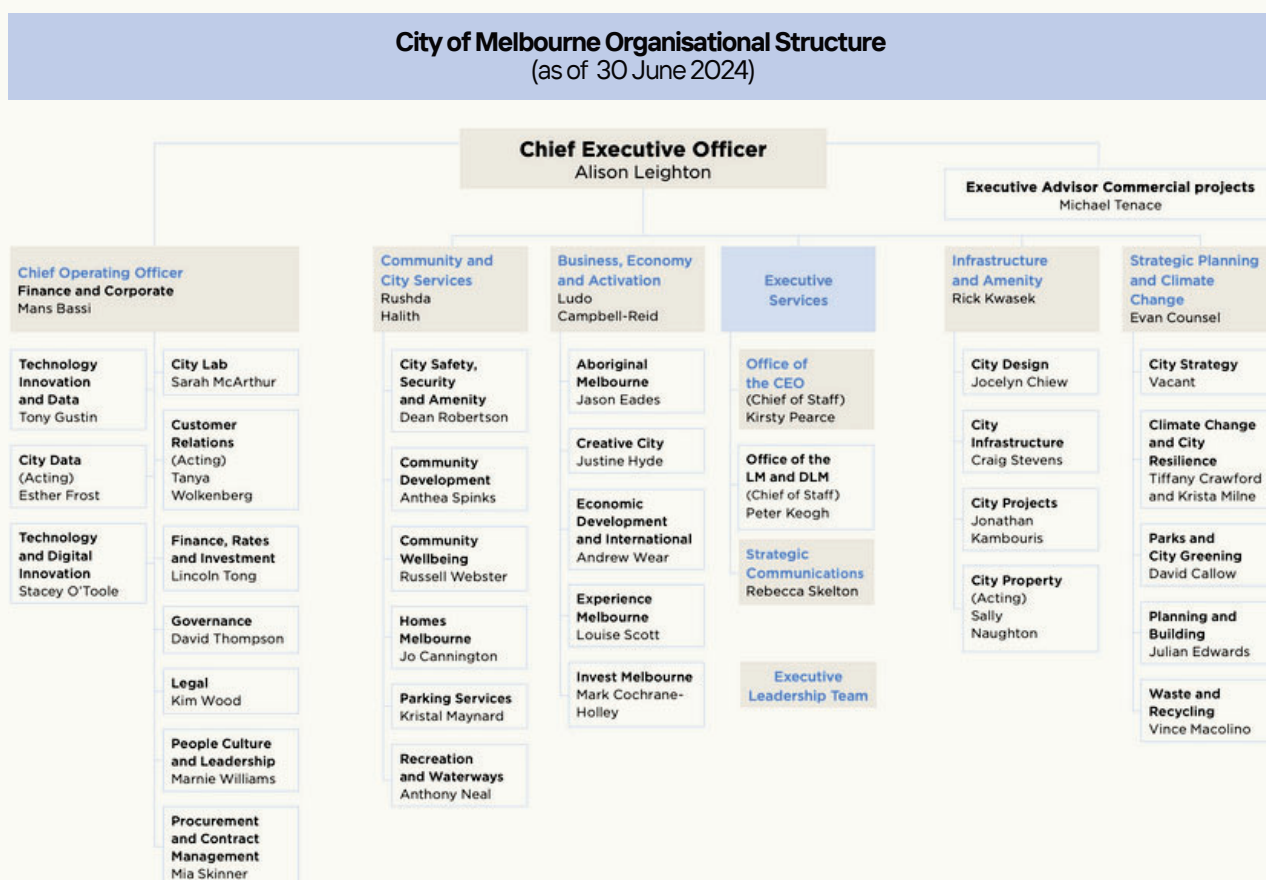 City of Melbourne Organisational Structure
(as of 30 June 2024)
Chief Executive Officer
Alison Leighton
Executive Advisor Commercial projects
Michael Tenace
Chief Operating Officer
Finance and Corporate
Mans Bassi
Technology
Innovation
and Data
Tony Gustin
City Data
(Acting)
Esther Frost
Technology
and Digital
Innovation
Stacey O'Toole
City Lab
Sarah McArthur
Customer
Relations
(Acting)
Tanya
Wolkenberg
Finance, Rates
and Investment
Lincoln Tong
Governance
David Thompson
Legal
Kim Wood
People Culture
and Leadership
Marnie Williams
Procurement
and Contract
Management
Mia Skinner
Community and
City Services
Rushda
Halith
City Safety,
Security
and Amenity
Dean Robertson
Community
Development
Anthea Spinks
Community
Wellbeing
Russell Webster
Homes
Melbourne
Jo Cannington
Parking Services
Kristal Maynard
Recreation
and Waterways
Anthony Neal
Business, Economy
and Activation
Ludo
Campbell-Reid
Aboriginal
Melbourne
Jason Eades
Creative City
Justine Hyde
Economic
Development
and International
Andrew Wear
Experience
Melbourne
Louise Scott
Invest Melbourne
Mark Cochrane-
Holley
Executive
Services
Office of
the CEO
(Chief of Staff)
Kirsty Pearce
Office of the
LM and DLM
(Chief of Staff)
Peter Keogh
Strategic
Communications
Rebecca Skelton
Executive
Leadership Team
Infrastructure
and Amenity
Rick Kwasek
City Design
Jocelyn Chiew
City
Infrastructure
Craig Stevens
City Projects
Jonathan
Kambouris
City Property
(Acting)
Sally
Naughton
Strategic Planning
and Climate
Change
Evan Counsel
City Strategy
Vacant
Climate Change
and City
Resilience
Tiffany Crawford
and Krista Milne
Parks and
City Greening
David Callow
Planning and
Building
Julian Edwards
Waste and
Recycling
Vince Macolino